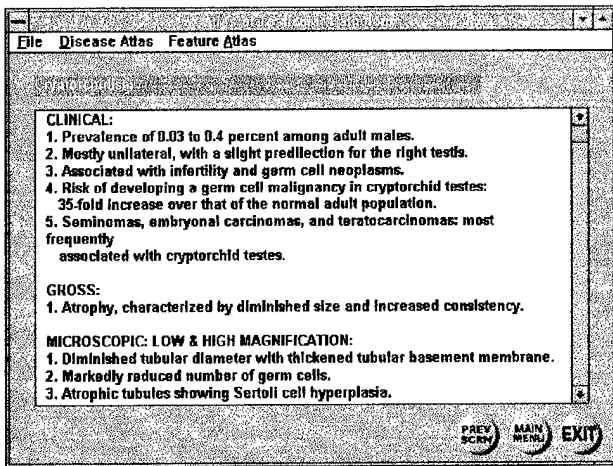 File Disease Atlas Feature Atlas
CLINICAL:
1. Prevalence of 0.03 to 0.4 percent among adult males.
2. Mostly unilateral, with a slight predilection for the right testis.
3. Associated with infertility and germ cell neoplasms.
4. Risk of developing a germ cell malignancy in cryptorchid testes:
35-fold increase over that of the normal adult population.
5. Seminomas, embryonal carcinomas, and teratocarcinomas: most
frequently
associated with cryptorchid testes.
GROSS:
1. Atrophy, characterized by diminished size and increased consistency.
MICROSCOPIC: LOW & HIGH MAGNIFICATION:
1. Diminished tubular diameter with thickened tubular basement membrane.
2. Markedly reduced number of germ cells.
3. Atrophic tubules showing Sertoli cell hyperplasia.
PREV SCRN MAIN MENU EXIT